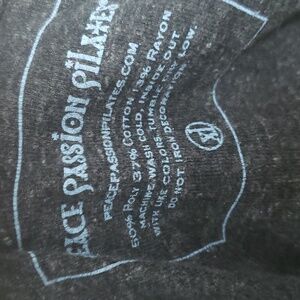 EACE PASSION PILATES
PEACEPASSIONPILATES.COM
50% POLY 37% COTTON 13% RAYON
MACHINE WASH COLD, INSIDE OUT
WITH LIKE COLORS. TUMBLE DRY LOW.
DO NOT IRON DECORATION.